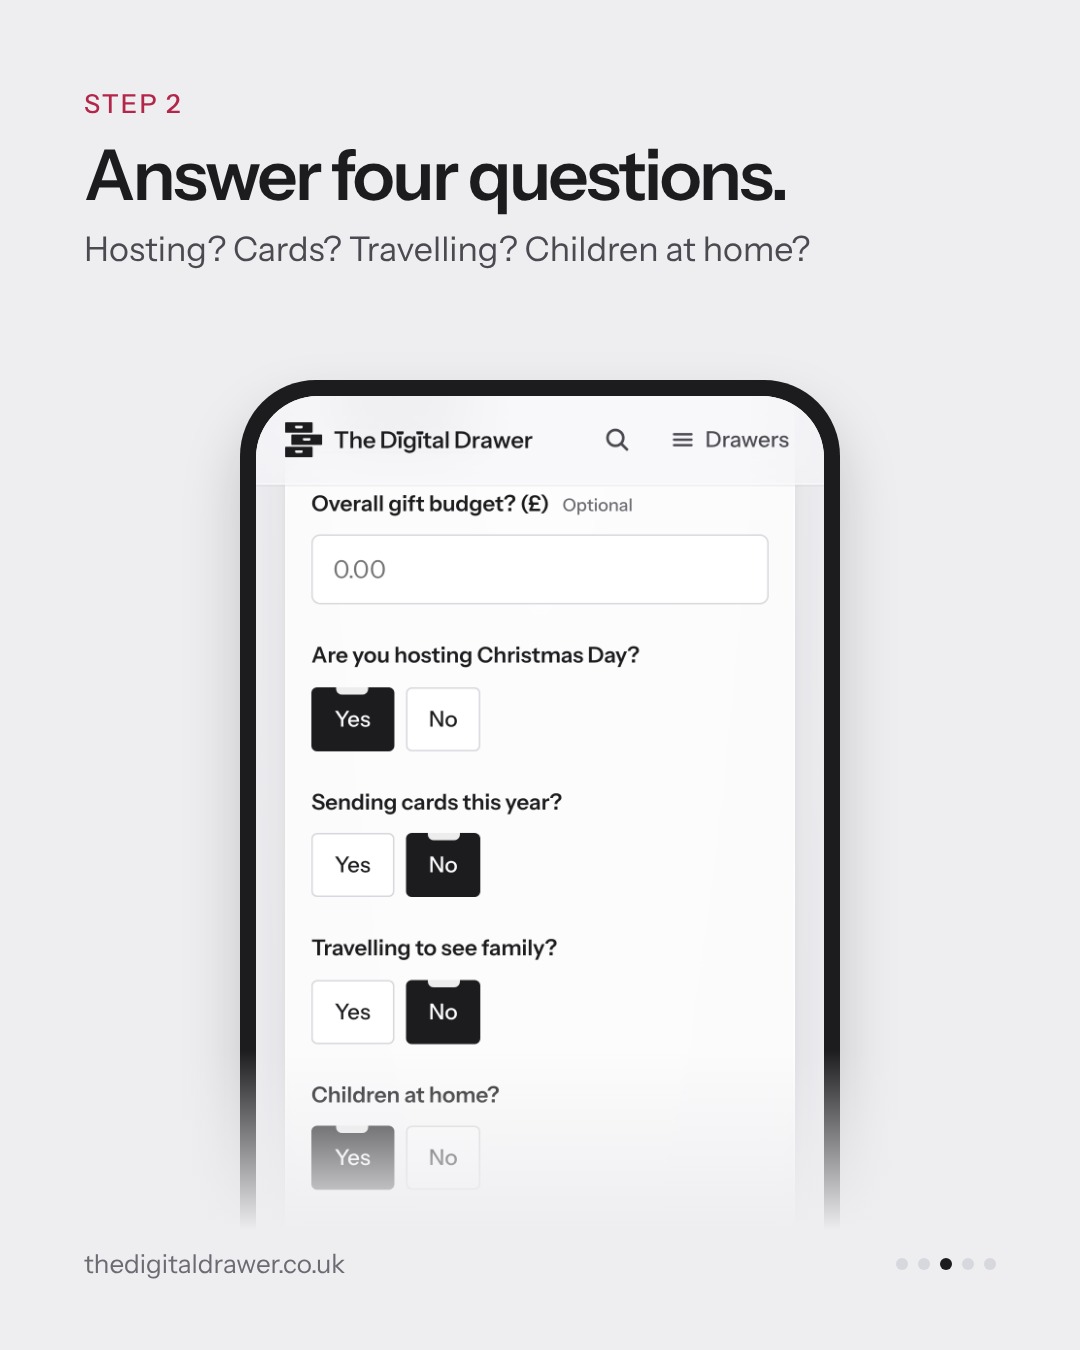 STEP 2
Answer four questions.
Hosting? Cards? Travelling? Children at home?
The Digital Drawer
Drawers
Overall gift budget? (£) Optional
0.00
Are you hosting Christmas Day?
Yes No
Sending cards this year?
Yes No
Travelling to see family?
Yes No
Children at home?
Yes No
thedigitaldrawer.co.uk